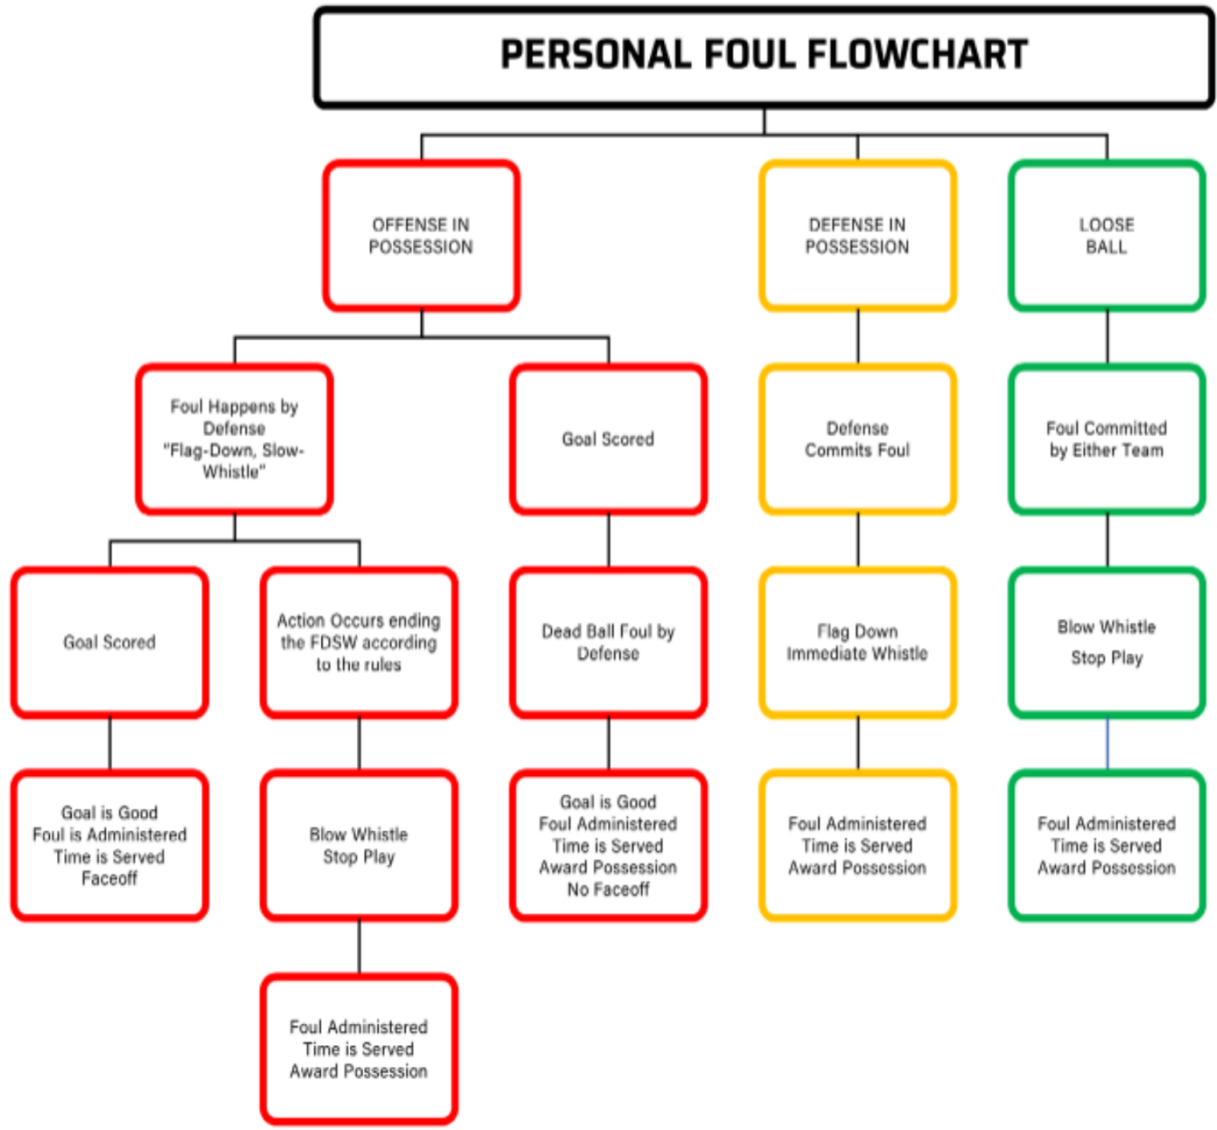 PERSONAL FOUL FLOWCHART
OFFENSE IN
POSSESSION
DEFENSE IN
POSSESSION
LOOSE
BALL
Foul Happens by
Defense
"Flag-Down, Slow-
Whistle"
Goal Scored
Defense
Commits Foul
Foul Committed
by Either Team
Goal Scored
Action Occurs ending
the FDSW according
to the rules
Dead Ball Foul by
Defense
Flag Down
Immediate Whistle
Blow Whistle
Stop Play
Goal is Good
Foul is Administered
Time is Served
Faceoff
Blow Whistle
Stop Play
Goal is Good
Foul Administered
Time is Served
Award Possession
No Faceoff
Foul Administered
Time is Served
Award Possession
Foul Administered
Time is Served
Award Possession
Foul Administered
Time is Served
Award Possession